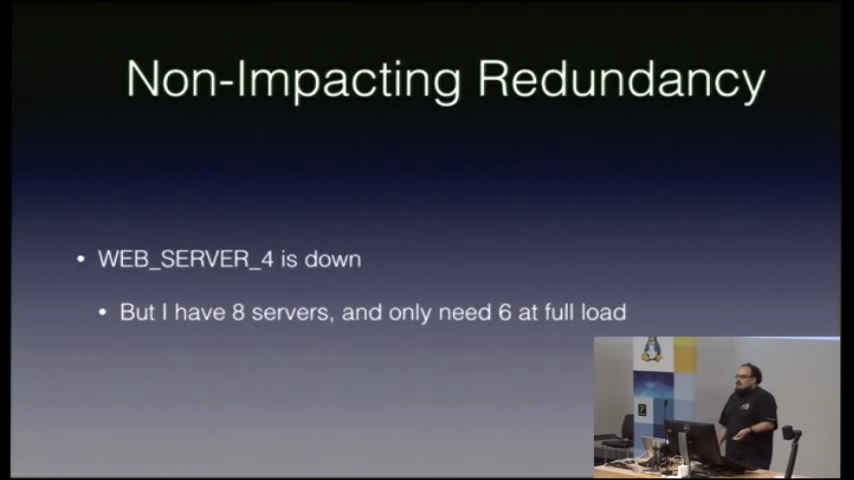 Non-Impacting Redundancy
• WEB_SERVER_4 is down
• But I have 8 servers, and only need 6 at full load